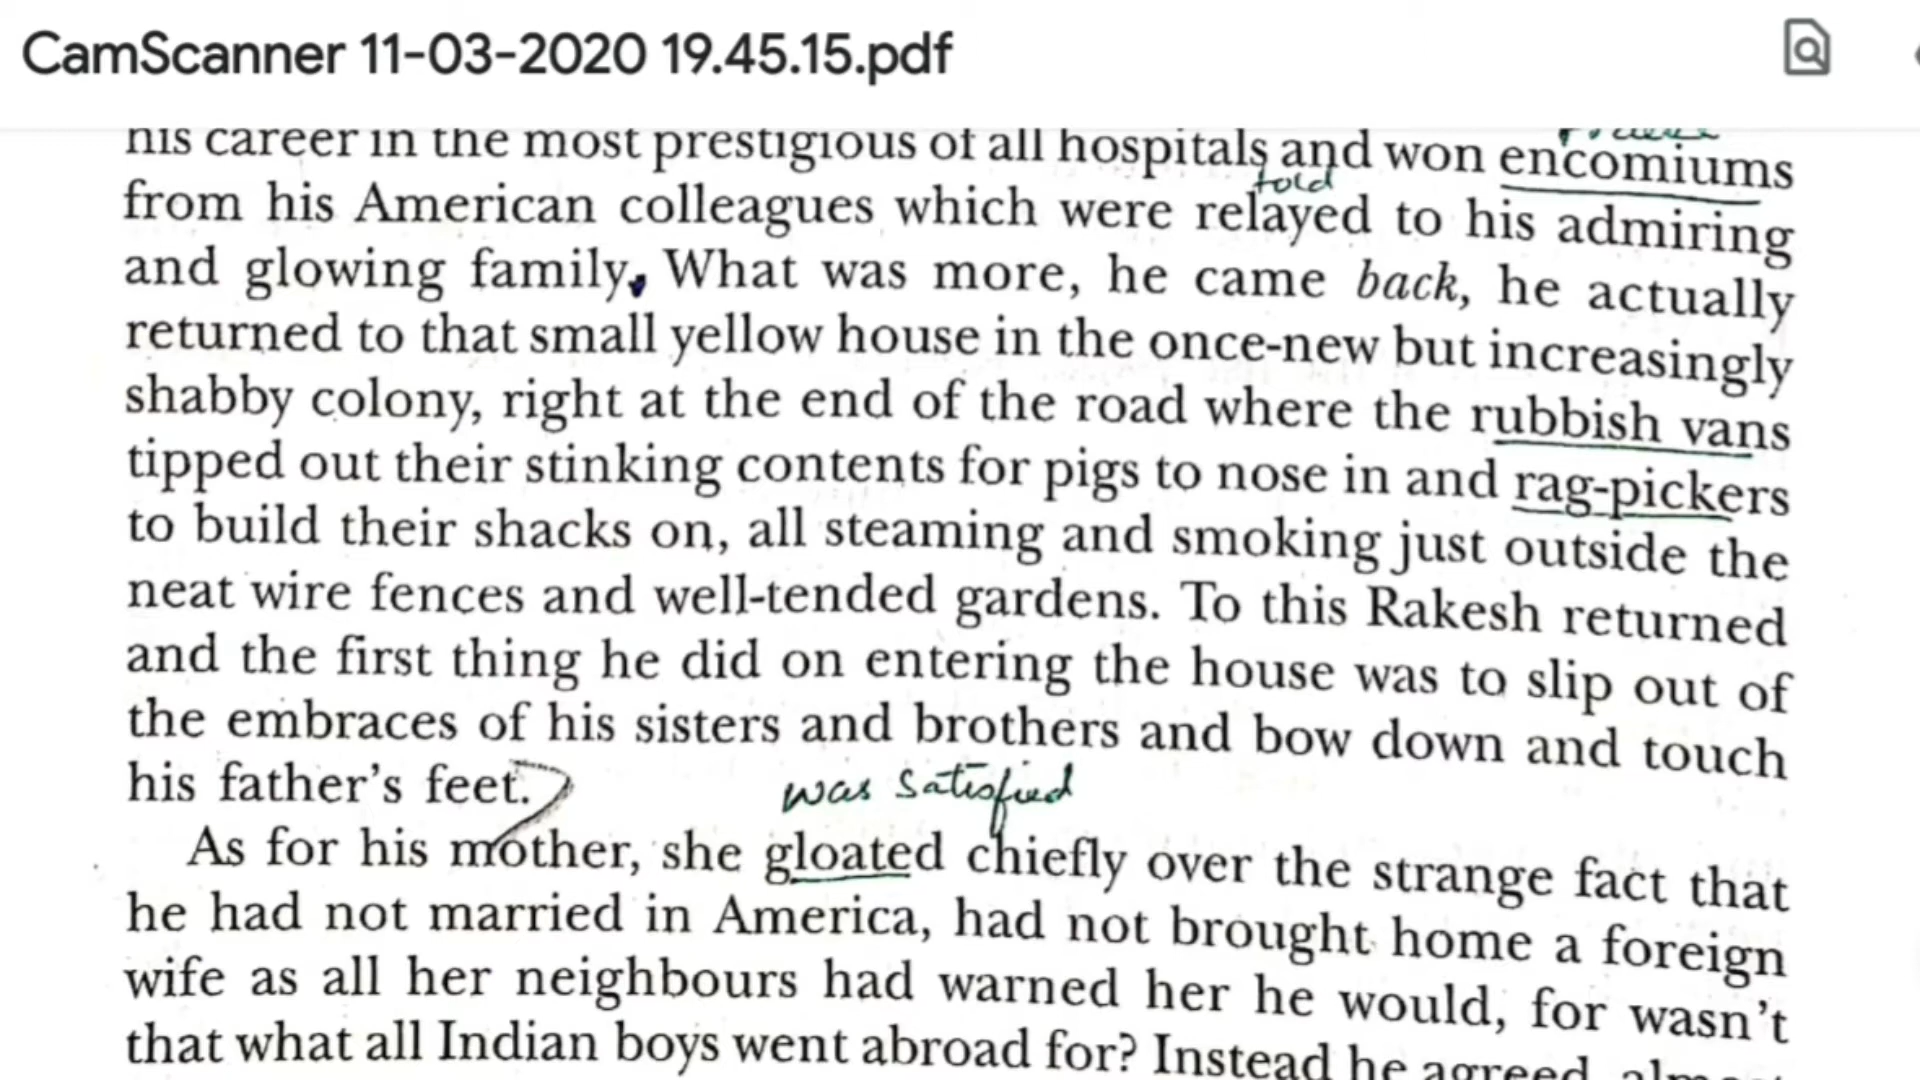 CamScanner 11-03-2020 19.45.15.pdf
his career in the most prestigious of all hospitals and won encomiums
told
from his American colleagues which were relayed to his admiring
and glowing family. What was more, he came back, he actually
returned to that small yellow house in the once-new but increasingly
shabby colony, right at the end of the road where the rubbish vans
tipped out their stinking contents for pigs to nose in and rag-pickers
to build their shacks on, all steaming and smoking just outside the
neat wire fences and well-tended gardens. To this Rakesh returned
and the first thing he did on entering the house was to slip out of
the embraces of his sisters and brothers and bow down and touch
his father's feet.
was satisfied
As for his mother, she gloated chiefly over the strange fact that
he had not married in America, had not brought home a foreign
wife as all her neighbours had warned her he would, for wasn't
that what all Indian boys went abroad for? Instead he agreed,